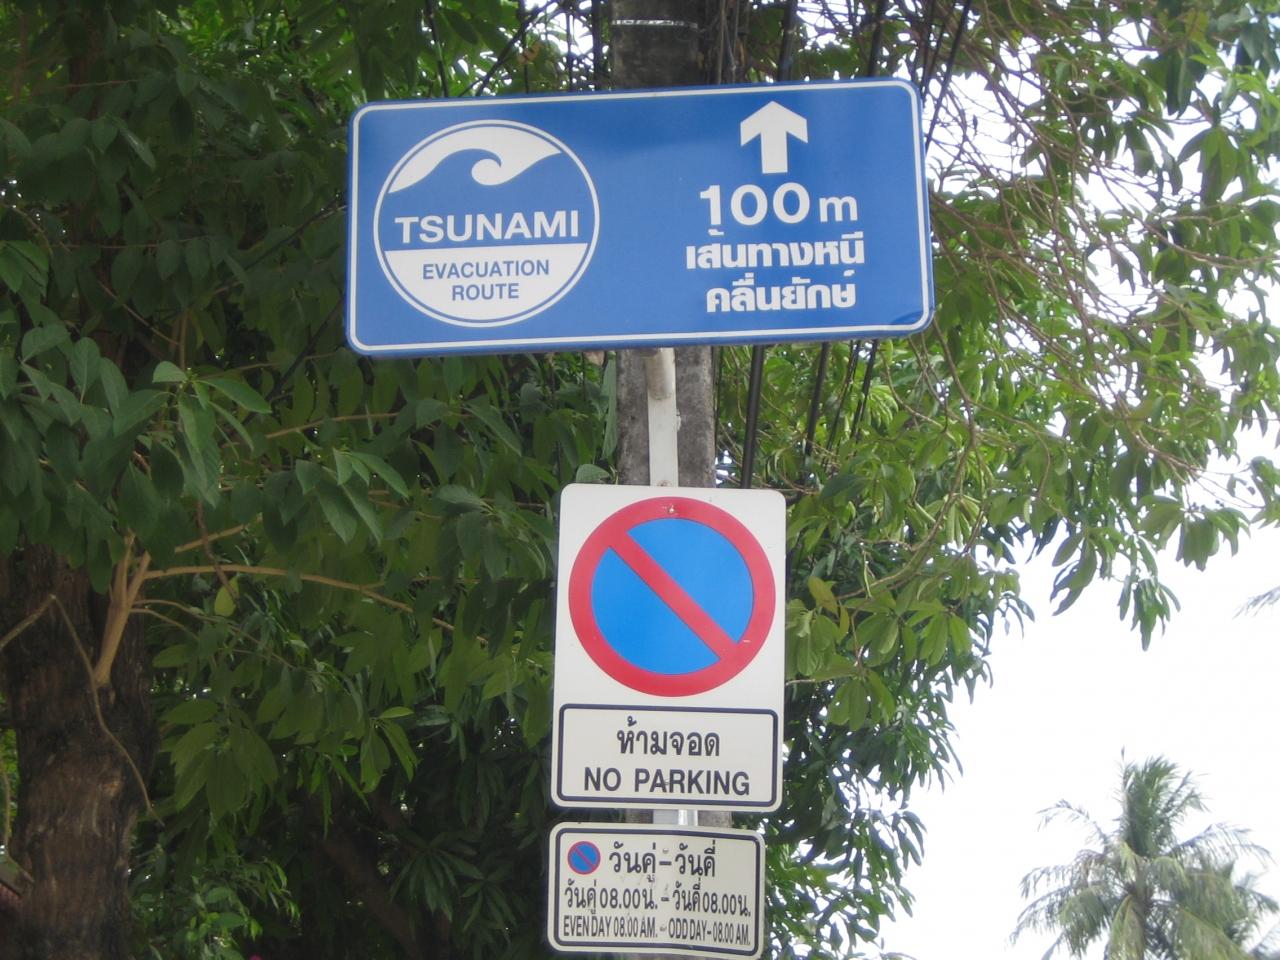 TSUNAMI
EVACUATION
ROUTE
100 m
เส้นทางหนี
คลื่นยักษ์
ห้ามจอด
NO PARKING
วันคู่-วันคี่
วันคู่ 08.00น.-วันคี่ 08.00น.
EVEN DAY 08.00 AM.-ODD DAY-08.00 AM.